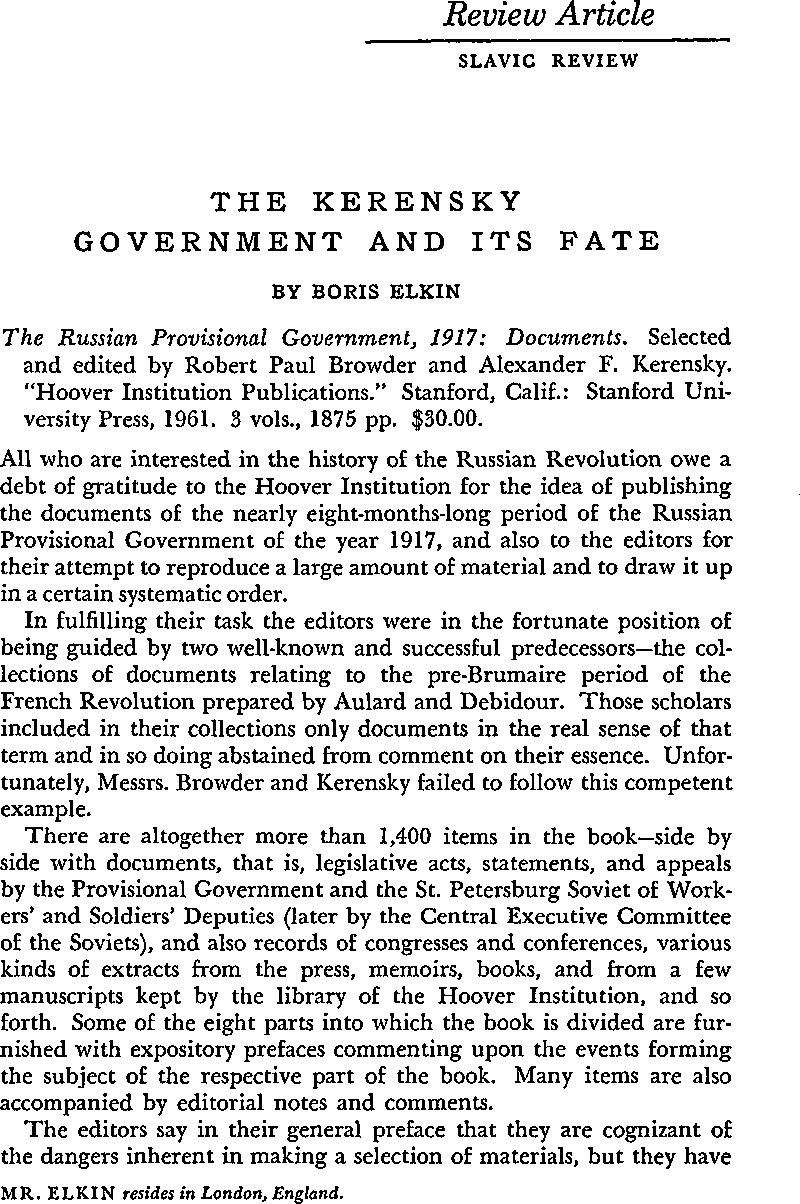 Review Article
SLAVIC REVIEW
THE KERENSKY
GOVERNMENT AND ITS FATE
BY BORIS ELKIN
The Russian Provisional Government, 1917: Documents. Selected
and edited by Robert Paul Browder and Alexander F. Kerensky.
"Hoover Institution Publications." Stanford, Calif.: Stanford Uni-
versity Press, 1961. 3 vols., 1875 pp. $30.00.
All who are interested in the history of the Russian Revolution owe a
debt of gratitude to the Hoover Institution for the idea of publishing
the documents of the nearly eight-months-long period of the Russian
Provisional Government of the year 1917, and also to the editors for
their attempt to reproduce a large amount of material and to draw it up
in a certain systematic order.
In fulfilling their task the editors were in the fortunate position of
being guided by two well-known and successful predecessors—the col-
lections of documents relating to the pre-Brumaire period of the
French Revolution prepared by Aulard and Debidour. Those scholars
included in their collections only documents in the real sense of that
term and in so doing abstained from comment on their essence. Unfor-
tunately, Messrs. Browder and Kerensky failed to follow this competent
example.
There are altogether more than 1,400 items in the book—side by
side with documents, that is, legislative acts, statements, and appeals
by the Provisional Government and the St. Petersburg Soviet of Work-
ers' and Soldiers' Deputies (later by the Central Executive Committee
of the Soviets), and also records of congresses and conferences, various
kinds of extracts from the press, memoirs, books, and from a few
manuscripts kept by the library of the Hoover Institution, and so
forth. Some of the eight parts into which the book is divided are fur-
nished with expository prefaces commenting upon the events forming
the subject of the respective part of the book. Many items are also
accompanied by editorial notes and comments.
The editors say in their general preface that they are cognizant of
the dangers inherent in making a selection of materials, but they have
MR. ELKIN resides in London, England.